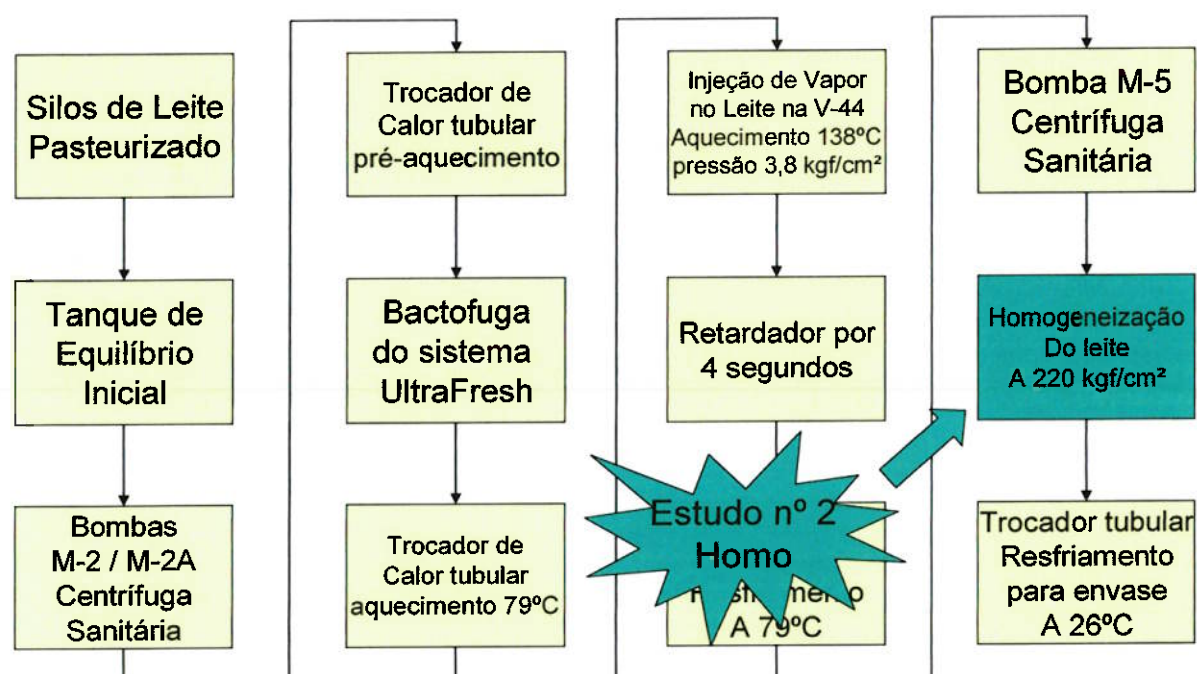 Silos de Leite
Pasteurizado
Tanque de
Equilíbrio
Inicial
Bombas
M-2 / M-2A
Centrífuga
Sanitária
Trocador de
Calor tubular
pré-aquecimento
Bactofuga
do sistema
UltraFresh
Trocador de
Calor tubular
aquecimento 79ºC
Injeção de Vapor
no Leite na V-44
Aquecimento 138ºC
pressão 3,8 kgf/cm²
Retardador por
4 segundos
Estudo nº 2
Homo
Resfriamento
A 79ºC
Bomba M-5
Centrífuga
Sanitária
Homogeneização
Do leite
A 220 kgf/cm²
Trocador tubular
Resfriamento
para envase
A 26ºC